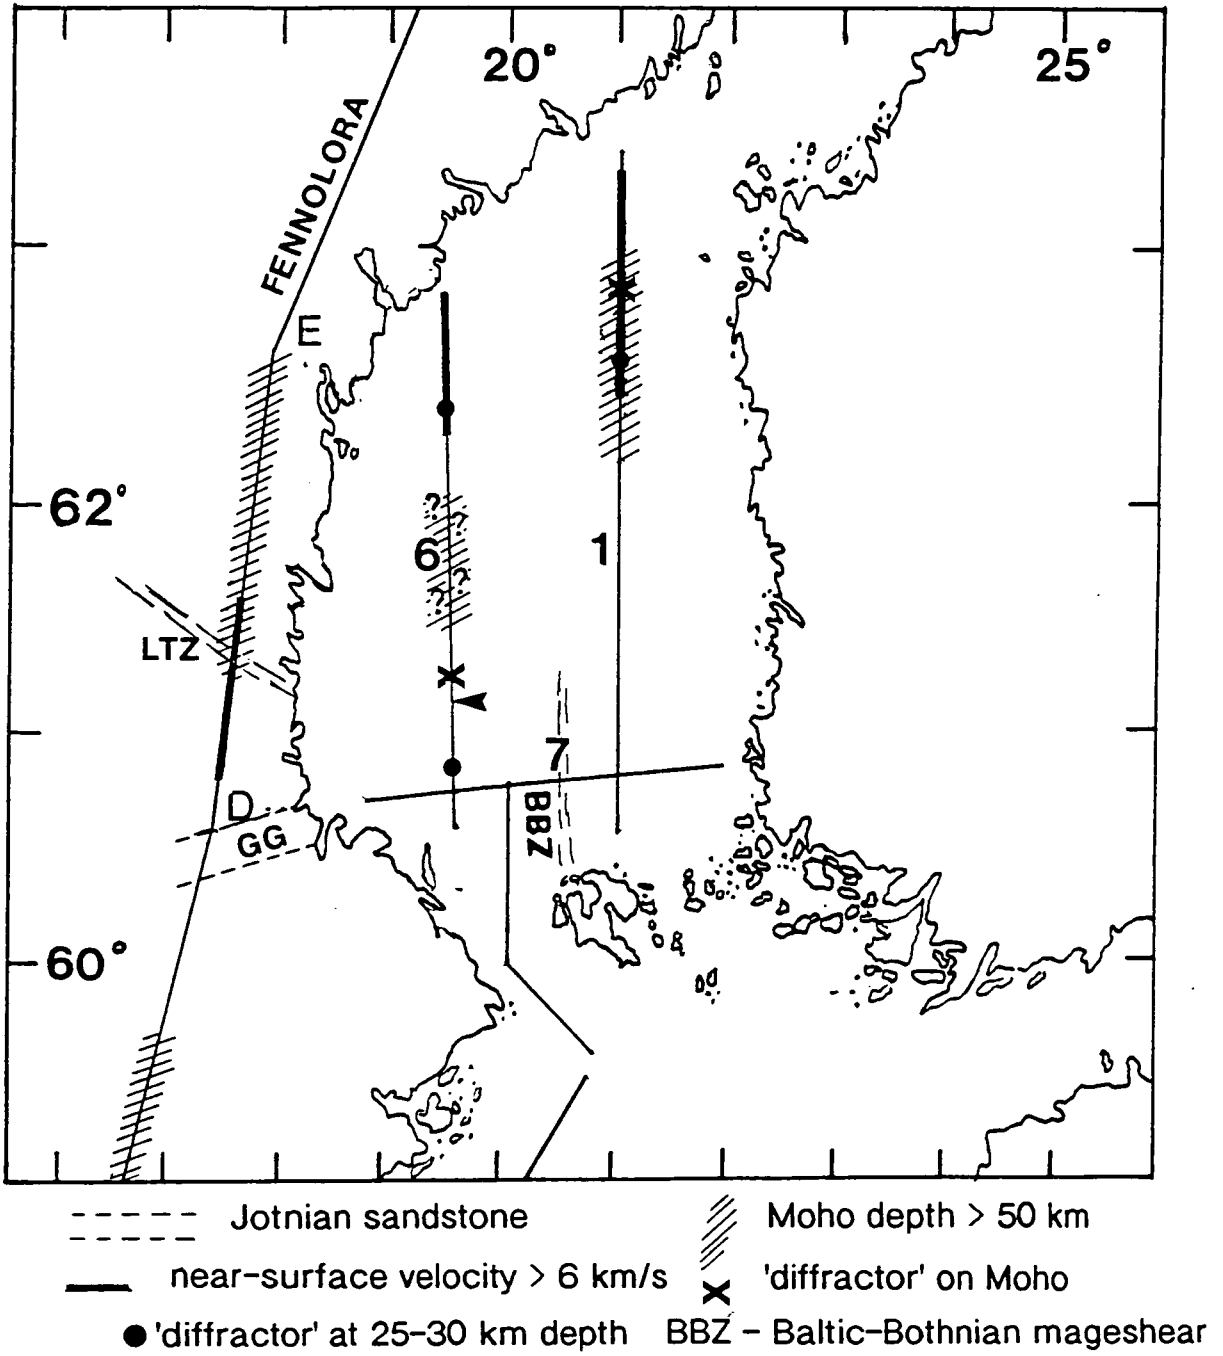 20°
25°
FENNOLORA
E
62°
6
1
LTZ
7
D
BBZ
GG
60°
Jotnian sandstone
Moho depth > 50 km
near-surface velocity > 6 km/s
'diffractor' on Moho
'diffractor' at 25-30 km depth
BBZ - Baltic-Bothnian mageshear
? ? ? ?